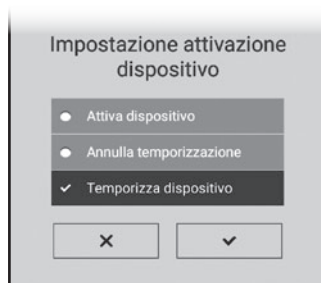 Impostazione attivazione
dispositivo
Attiva dispositivo
Annulla temporizzazione
Temporizza dispositivo